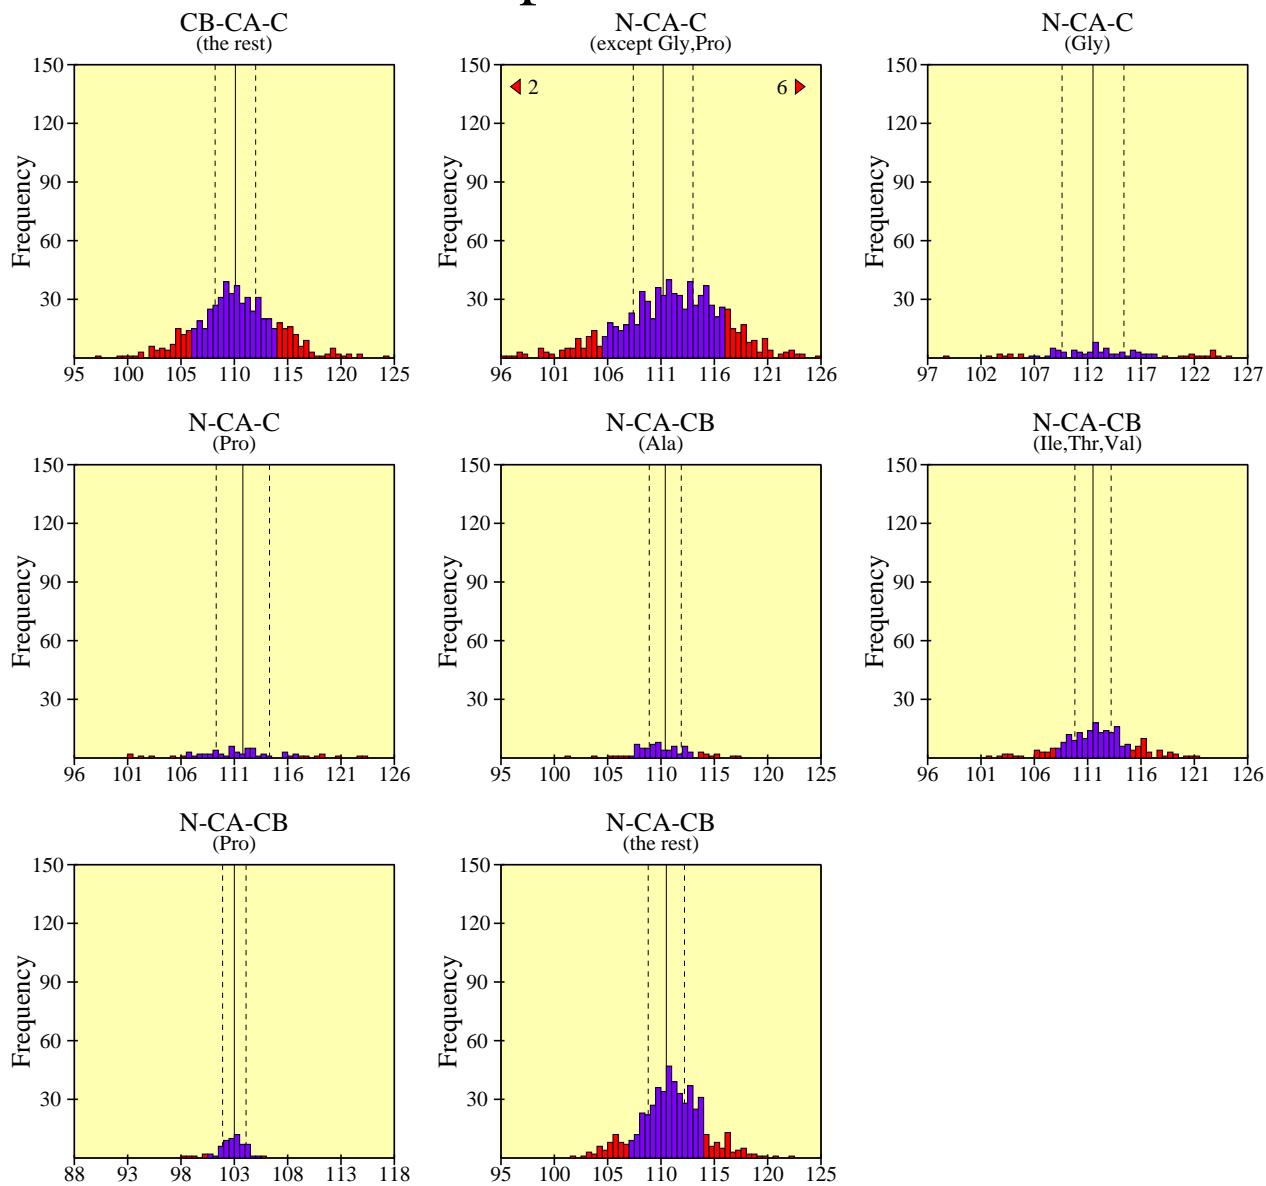 CB-CA-C
(the rest)
150
120
90
60
30
Frequency
95 100 105 110 115 120 125
N-CA-C
(except Gly,Pro)
2
6
150
120
90
60
30
Frequency
96 101 106 111 116 121 126
N-CA-C
(Gly)
150
120
90
60
30
Frequency
97 102 107 112 117 122 127
N-CA-C
(Pro)
150
120
90
60
30
Frequency
96 101 106 111 116 121 126
N-CA-CB
(Ala)
150
120
90
60
30
Frequency
95 100 105 110 115 120 125
N-CA-CB
(Ile,Thr,Val)
150
120
90
60
30
Frequency
96 101 106 111 116 121 126
N-CA-CB
(Pro)
150
120
90
60
30
Frequency
88 93 98 103 108 113 118
N-CA-CB
(the rest)
150
120
90
60
30
Frequency
95 100 105 110 115 120 125